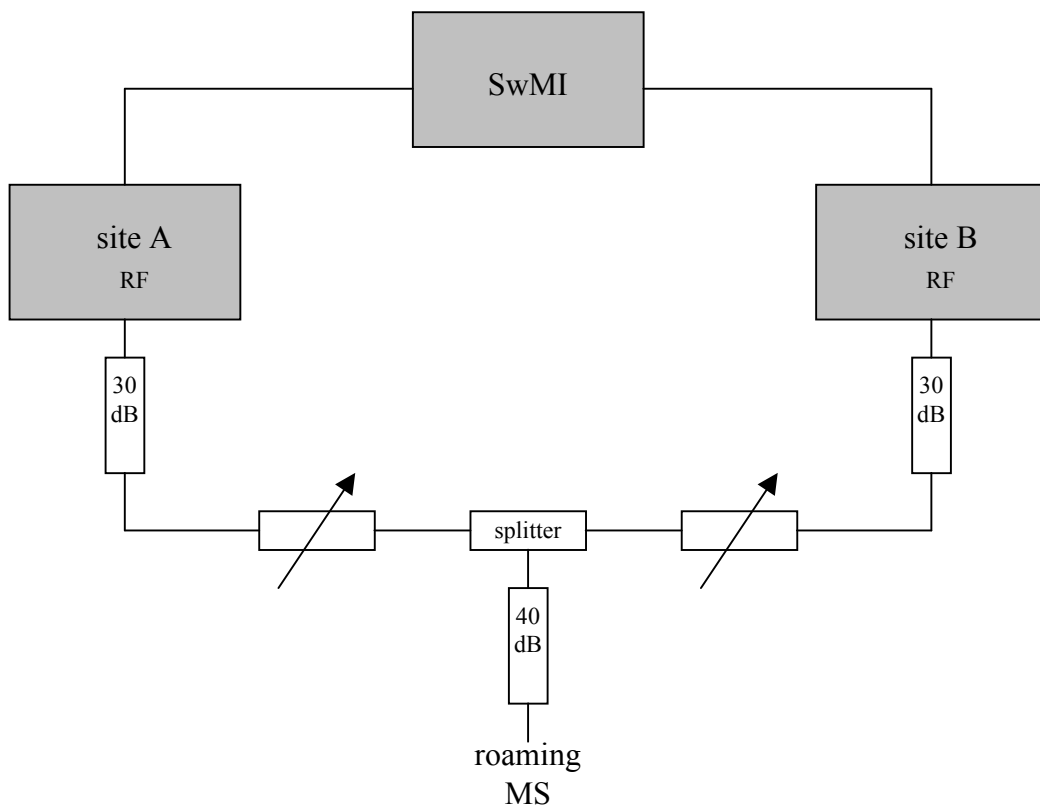 SwMI
site A
RF
site B
RF
30
dB
30
dB
splitter
40
dB
roaming
MS